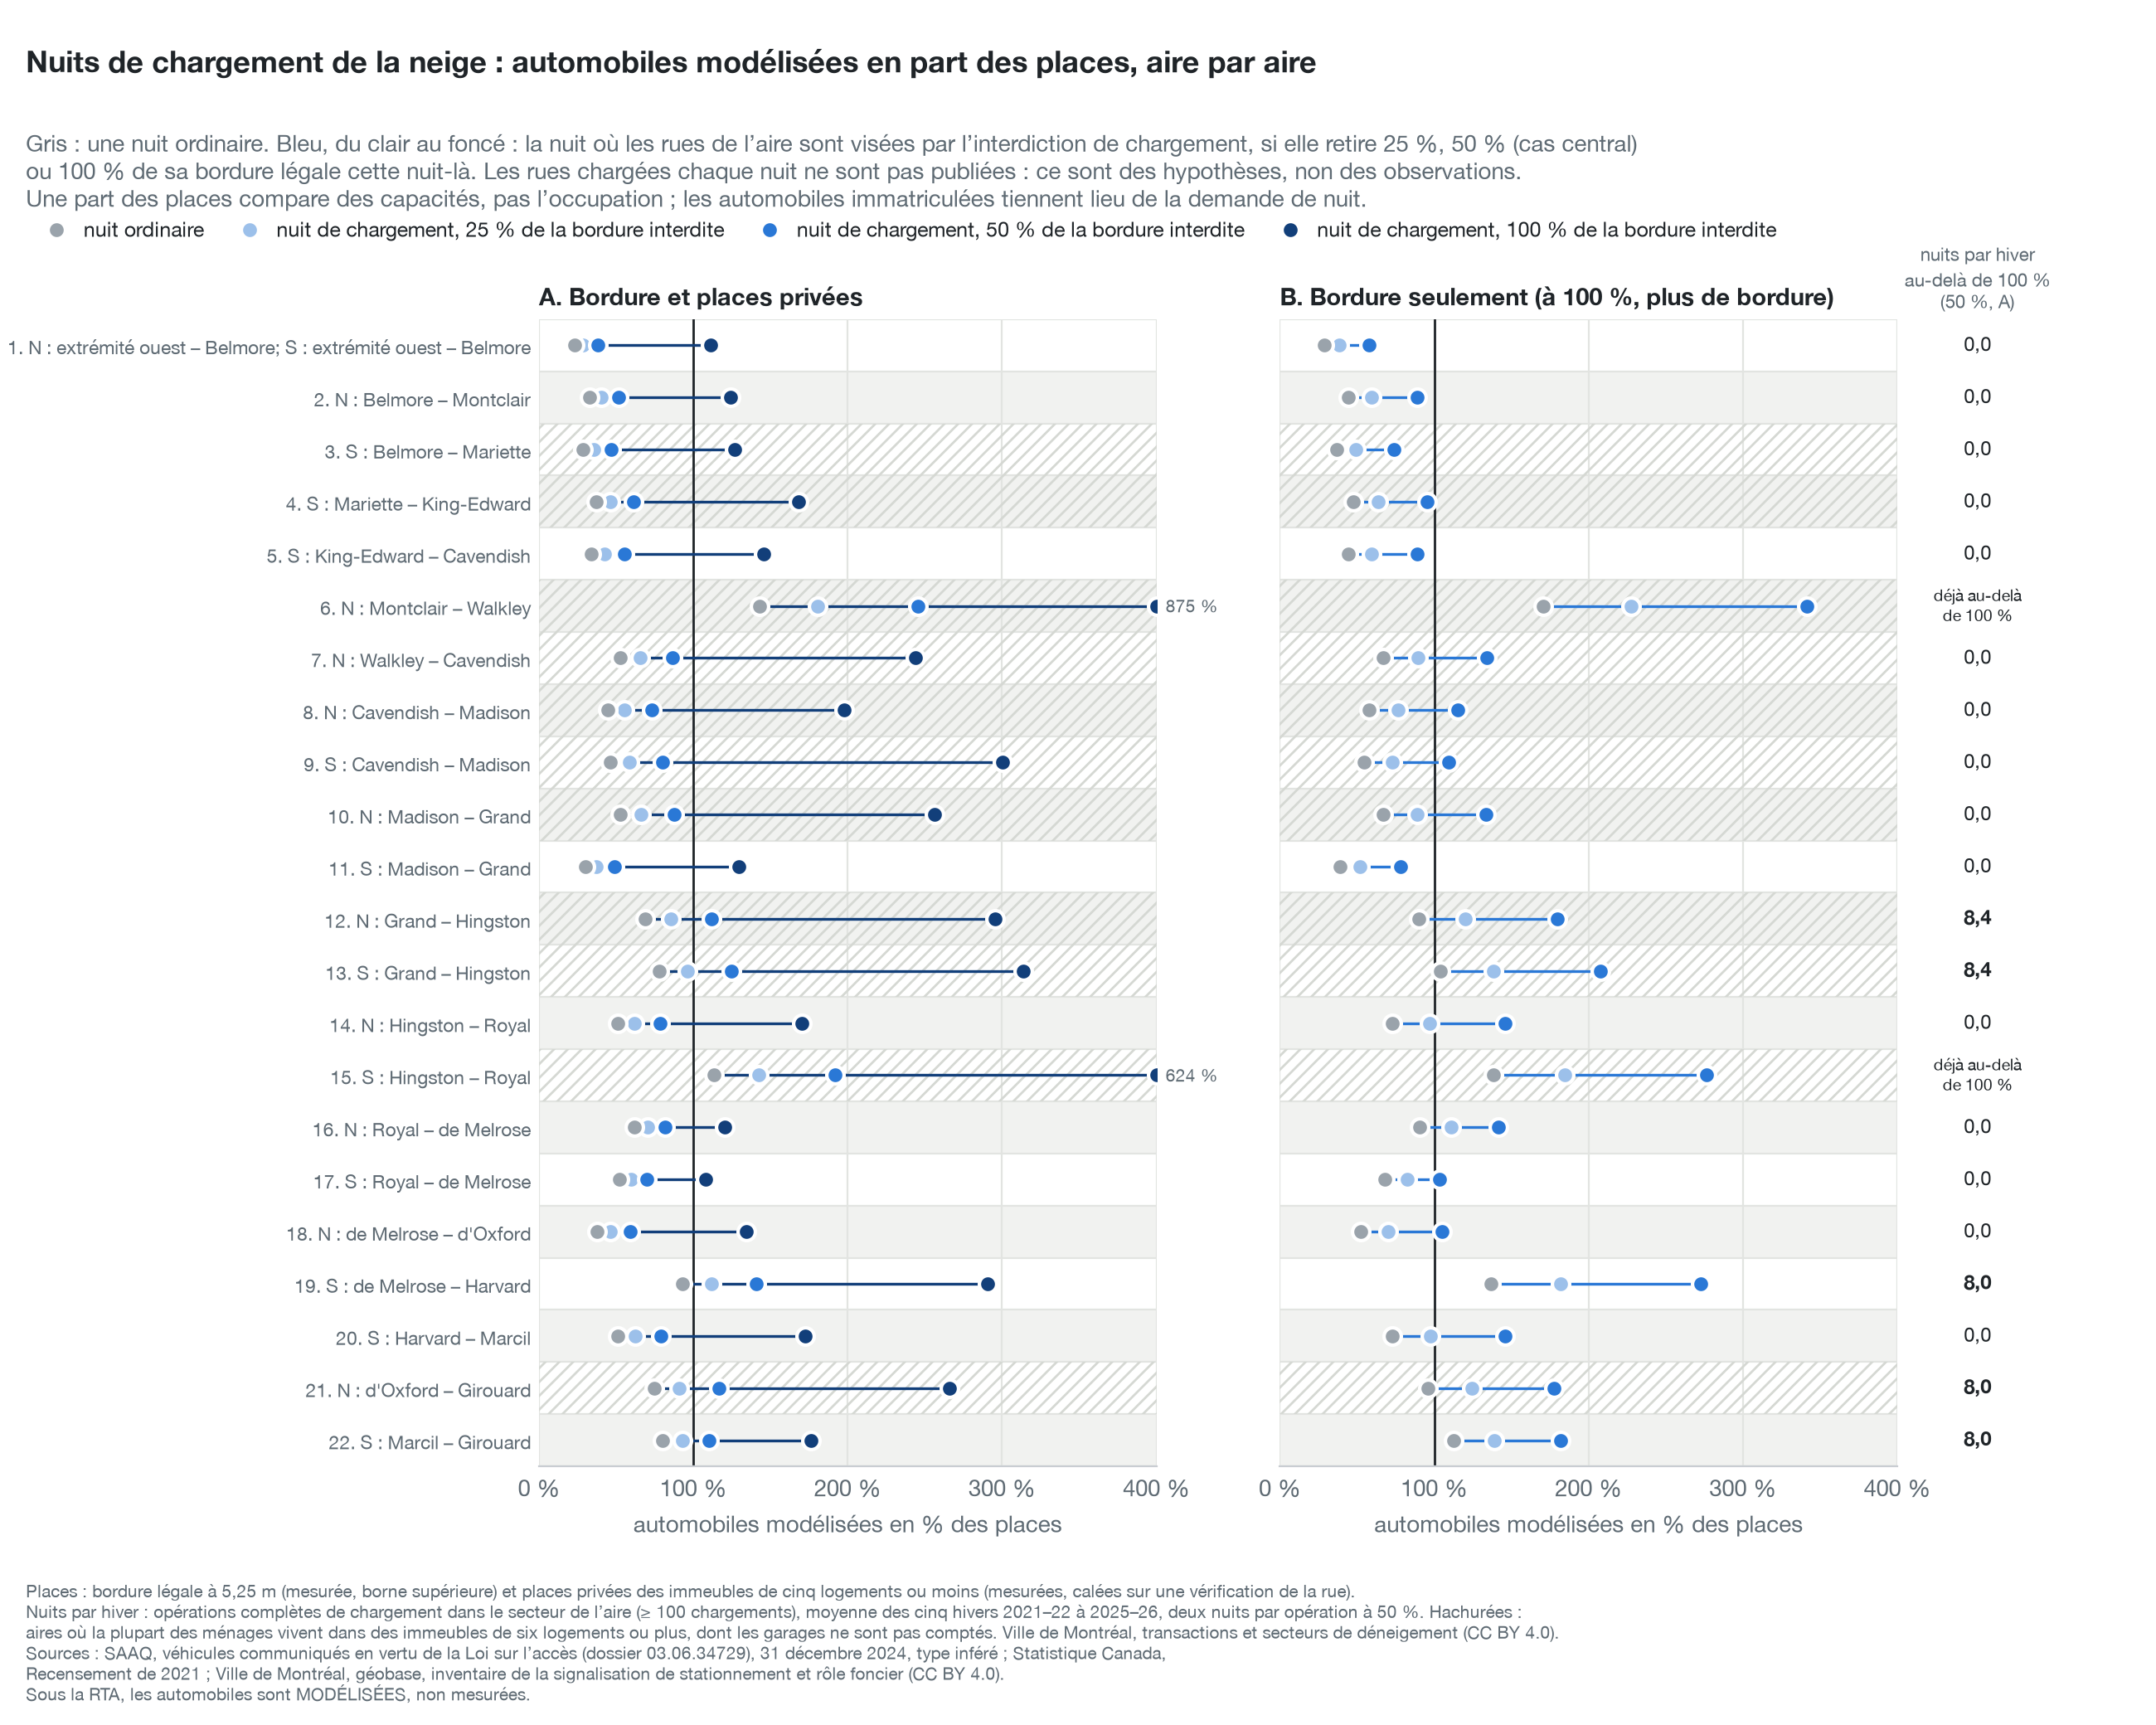 Nuits de chargement de la neige : automobiles modélisées en part des places, aire par aire
Gris : une nuit ordinaire. Bleu, du clair au foncé : la nuit où les rues de l’aire sont visées par l’interdiction de chargement, si elle retire 25 %, 50 % (cas central)
ou 100 % de sa bordure légale cette nuit-là. Les rues chargées chaque nuit ne sont pas publiées : ce sont des hypothèses, non des observations.
Une part des places compare des capacités, pas l’occupation ; les automobiles immatriculées tiennent lieu de la demande de nuit.
nuit ordinaire
nuit de chargement, 25 % de la bordure interdite
nuit de chargement, 50 % de la bordure interdite
nuit de chargement, 100 % de la bordure interdite
nuits par hiver
au-delà de 100 %
(50 %, A)
A. Bordure et places privées
B. Bordure seulement (à 100 %, plus de bordure)
1. N : extrémité ouest – Belmore; S : extrémité ouest – Belmore
0,0
2. N : Belmore – Montclair
0,0
3. S : Belmore – Mariette
0,0
4. S : Mariette – King-Edward
0,0
5. S : King-Edward – Cavendish
0,0
6. N : Montclair – Walkley
875 %
déjà au-delà
de 100 %
7. N : Walkley – Cavendish
0,0
8. N : Cavendish – Madison
0,0
9. S : Cavendish – Madison
0,0
10. N : Madison – Grand
0,0
11. S : Madison – Grand
0,0
12. N : Grand – Hingston
8,4
13. S : Grand – Hingston
8,4
14. N : Hingston – Royal
0,0
15. S : Hingston – Royal
624 %
déjà au-delà
de 100 %
16. N : Royal – de Melrose
0,0
17. S : Royal – de Melrose
0,0
18. N : de Melrose – d'Oxford
0,0
19. S : de Melrose – Harvard
8,0
20. S : Harvard – Marcil
0,0
21. N : d'Oxford – Girouard
8,0
22. S : Marcil – Girouard
8,0
0 % 100 % 200 % 300 % 400 %
0 % 100 % 200 % 300 % 400 %
automobiles modélisées en % des places
automobiles modélisées en % des places
Places : bordure légale à 5,25 m (mesurée, borne supérieure) et places privées des immeubles de cinq logements ou moins (mesurées, calées sur une vérification de la rue).
Nuits par hiver : opérations complètes de chargement dans le secteur de l’aire (≥ 100 chargements), moyenne des cinq hivers 2021–22 à 2025–26, deux nuits par opération à 50 %. Hachurées :
aires où la plupart des ménages vivent dans des immeubles de six logements ou plus, dont les garages ne sont pas comptés. Ville de Montréal, transactions et secteurs de déneigement (CC BY 4.0).
Sources : SAAQ, véhicules communiqués en vertu de la Loi sur l’accès (dossier 03.06.34729), 31 décembre 2024, type inféré ; Statistique Canada,
Recensement de 2021 ; Ville de Montréal, géobase, inventaire de la signalisation de stationnement et rôle foncier (CC BY 4.0).
Sous la RTA, les automobiles sont MODÉLISÉES, non mesurées.